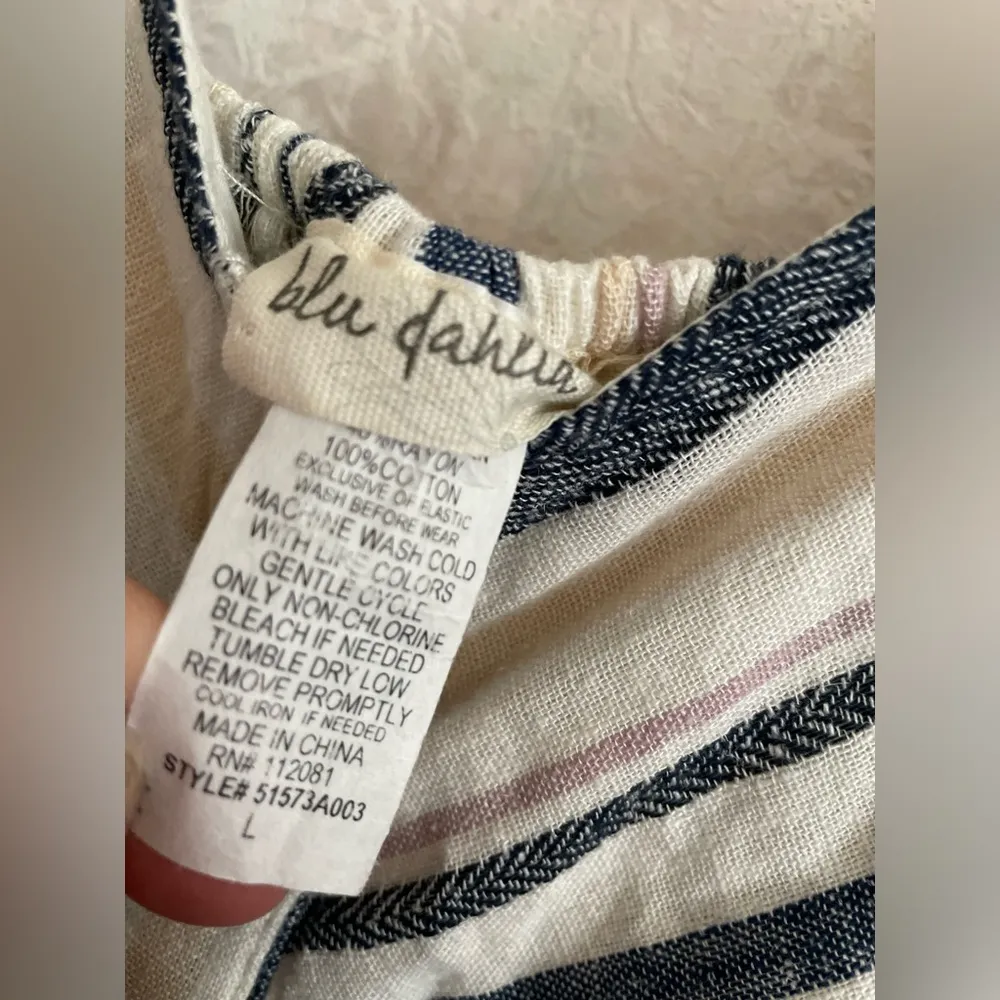 blu dahlia
RAYON
100%COTTON
EXCLUSIVE OF ELASTIC
WASH BEFORE WEAR
MACHINE WASH COLD
WITH LIKE COLORS
GENTLE CYCLE
ONLY NON-CHLORINE
BLEACH IF NEEDED
TUMBLE DRY LOW
REMOVE PROMPTLY
COOL IRON IF NEEDED
MADE IN CHINA
RN# 112081
STYLE# 51573A003
L